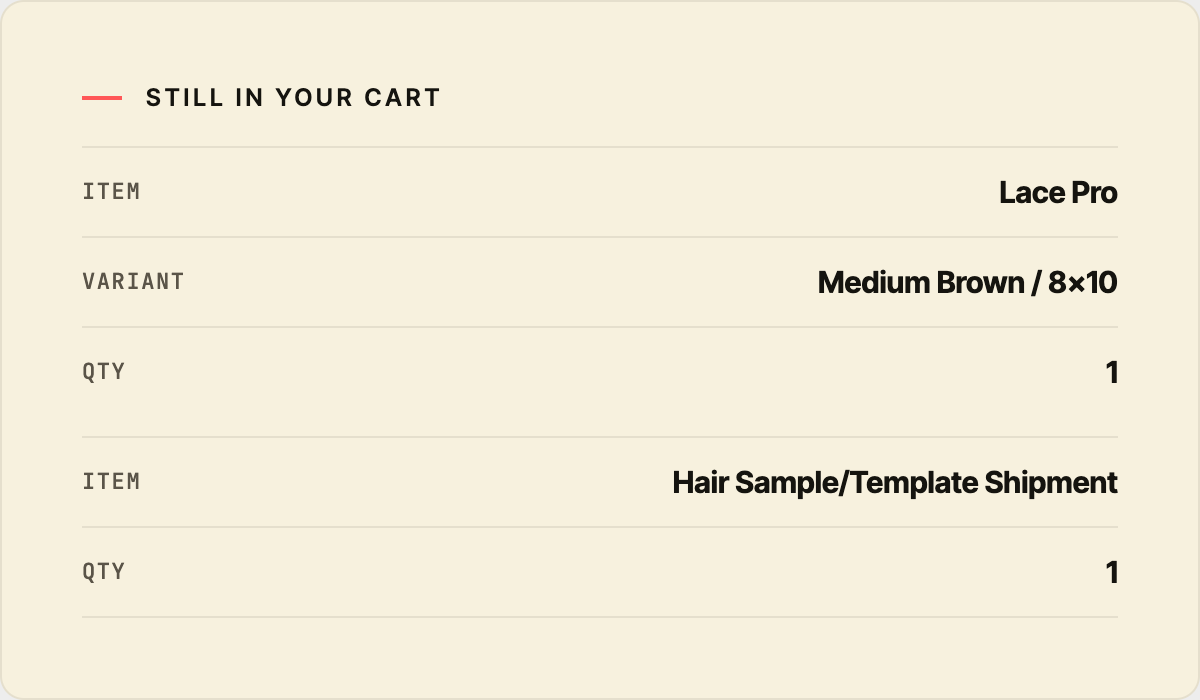 STILL IN YOUR CART
ITEM Lace Pro
VARIANT Medium Brown / 8×10
QTY 1
ITEM Hair Sample/Template Shipment
QTY 1